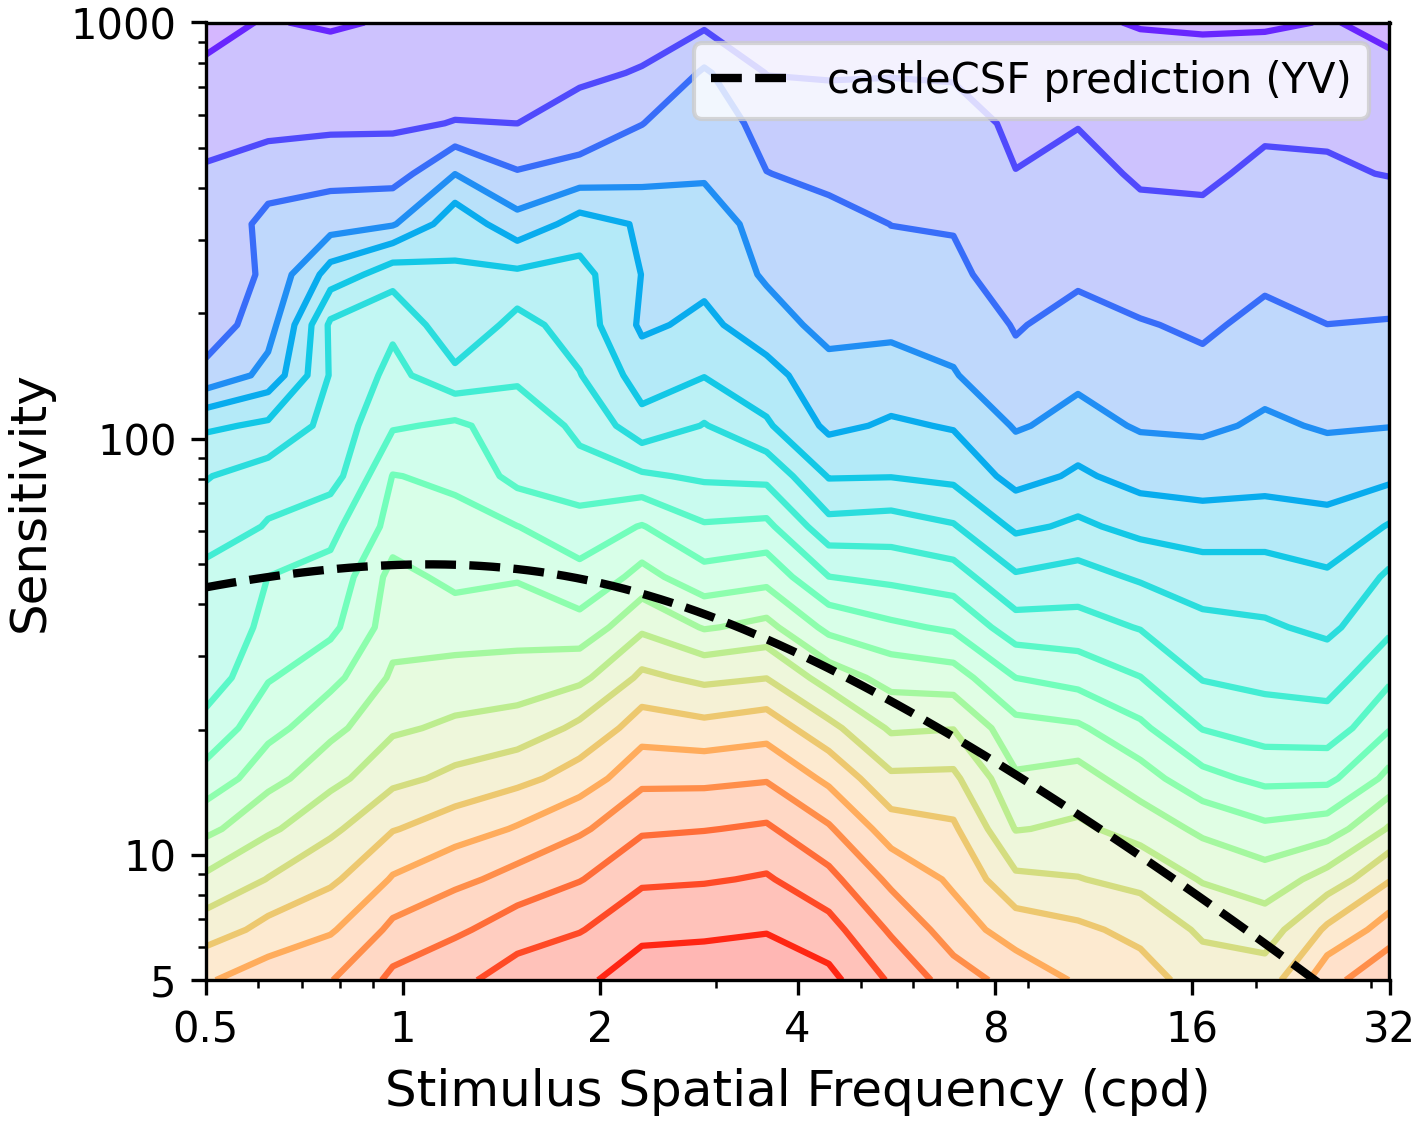 1000
castleCSF prediction (YV)
100
Sensitivity
10
5
0.5 1 2 4 8 16 32
Stimulus Spatial Frequency (cpd)